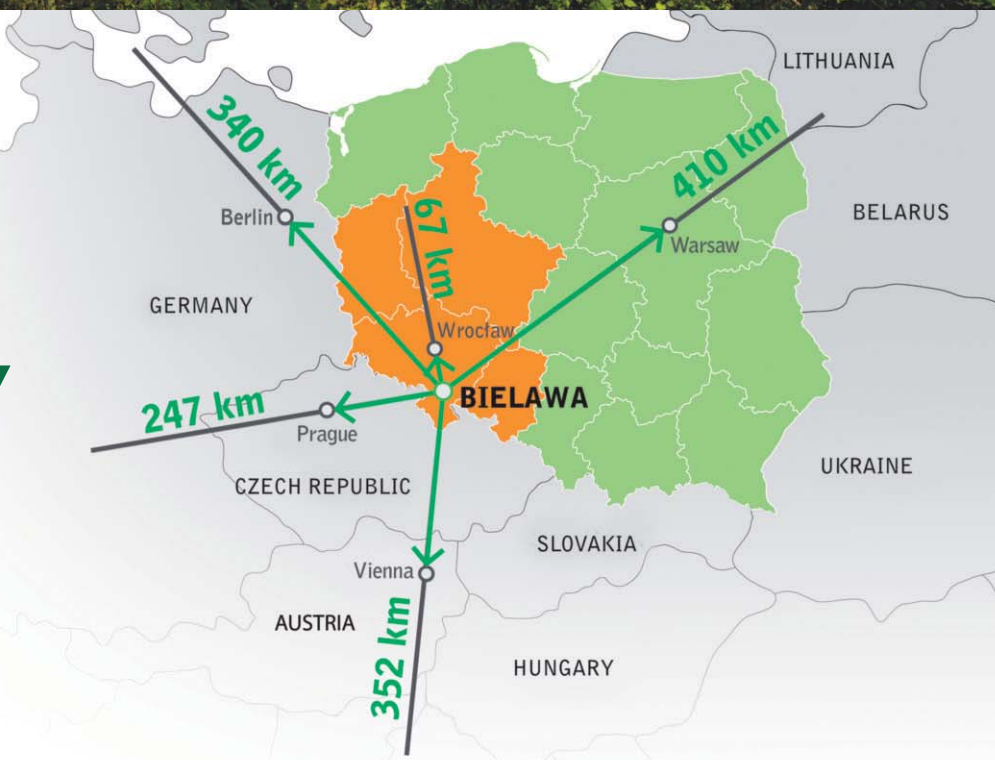 LITHUANIA
340 km
410 km
67 km
BELARUS
Berlin
Warsaw
GERMANY
Wrocław
BIELAWA
247 km
Prague
UKRAINE
CZECH REPUBLIC
SLOVAKIA
Vienna
AUSTRIA
352 km
HUNGARY